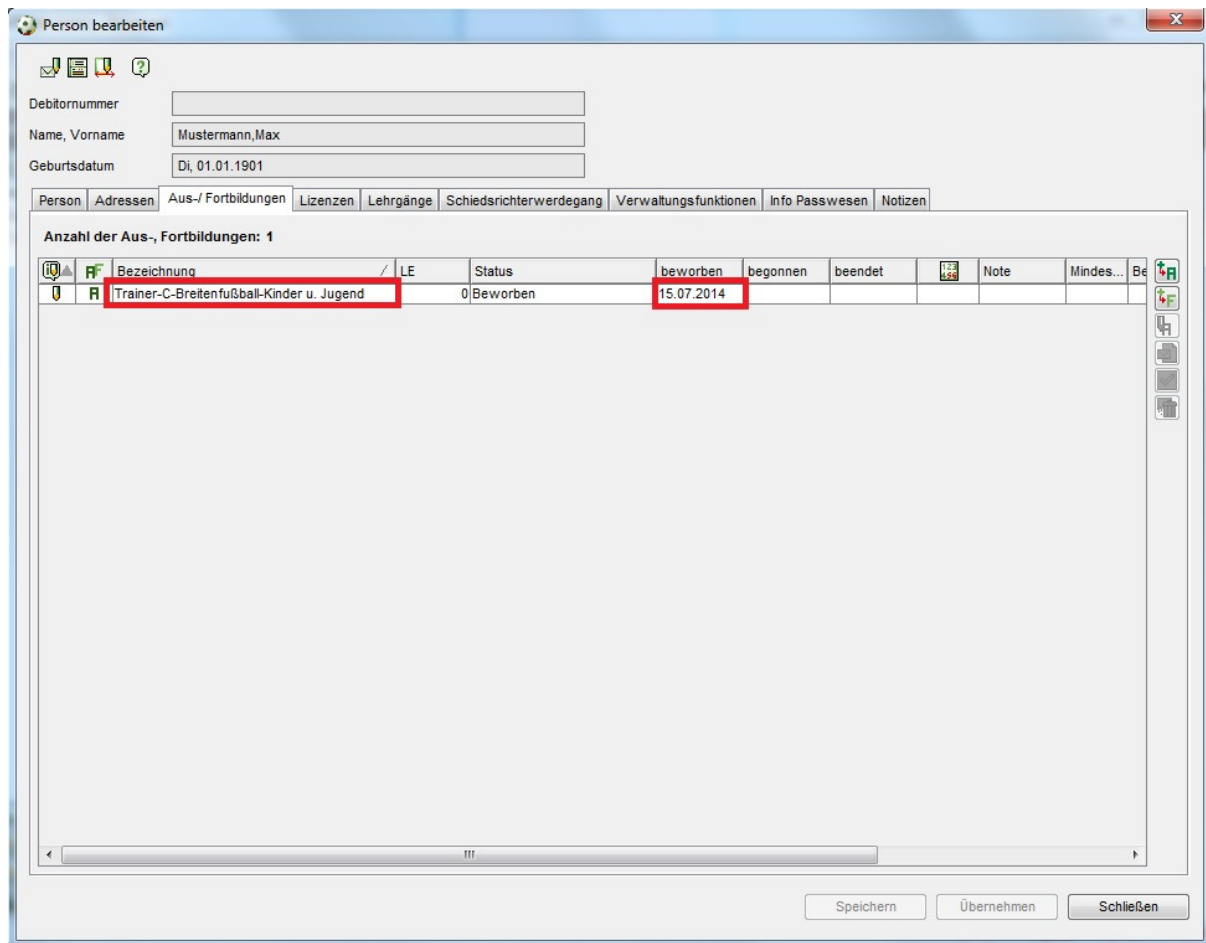 Person bearbeiten
Debitornummer
Name, Vorname Mustermann,Max
Geburtsdatum Di, 01.01.1901
Person Adressen Aus-/ Fortbildungen Lizenzen Lehrgänge Schiedsrichterwerdegang Verwaltungsfunktionen Info Passwesen Notizen
Anzahl der Aus-, Fortbildungen: 1
Bezeichnung LE Status beworben begonnen beendet Note Mindes... Be
A Trainer-C-Breitenfußball-Kinder u. Jugend 0 Beworben 15.07.2014
Speichern Übernehmen Schließen